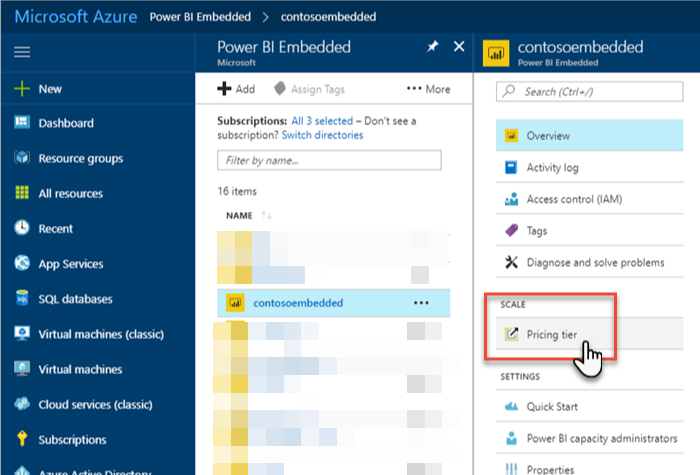 Microsoft Azure Power BI Embedded > contosoembedded
New
Dashboard
Resource groups
All resources
Recent
App Services
SQL databases
Virtual machines (classic)
Virtual machines
Cloud services (classic)
Subscriptions
Azure Active Directory
Power BI Embedded
Microsoft
Add Assign Tags ••• More
Subscriptions: All 3 selected – Don't see a
subscription? Switch directories
Filter by name...
16 items
NAME
contosoembedded •••
contosoembedded
Power BI Embedded
Search (Ctrl+/)
Overview
Activity log
Access control (IAM)
Tags
Diagnose and solve problems
SCALE
Pricing tier
SETTINGS
Quick Start
Power BI capacity administrators
Properties